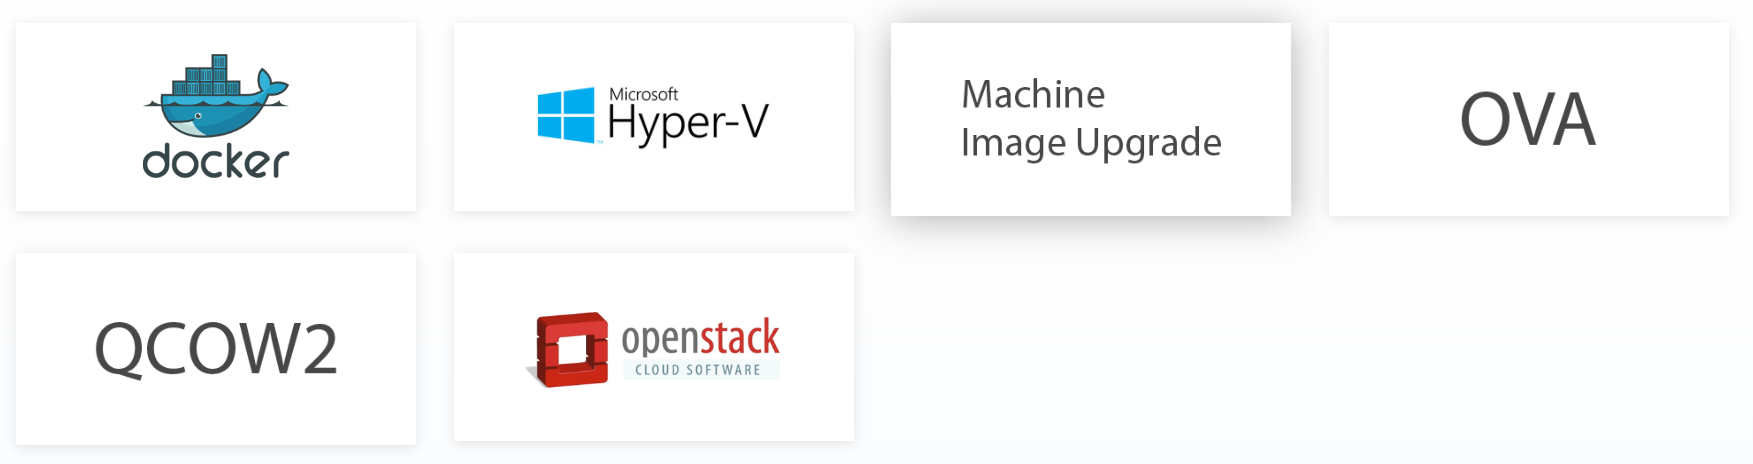 docker
Microsoft
Hyper-V
Machine
Image Upgrade
OVA
QCOW2
openstack
CLOUD SOFTWARE